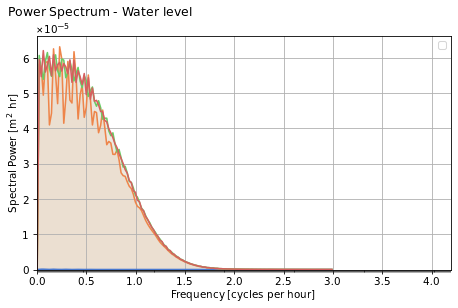 Power Spectrum - Water level
×10⁻⁵
6
5
4
3
2
1
0
Spectral Power [m² hr]
0.0 0.5 1.0 1.5 2.0 2.5 3.0 3.5 4.0
Frequency [cycles per hour]